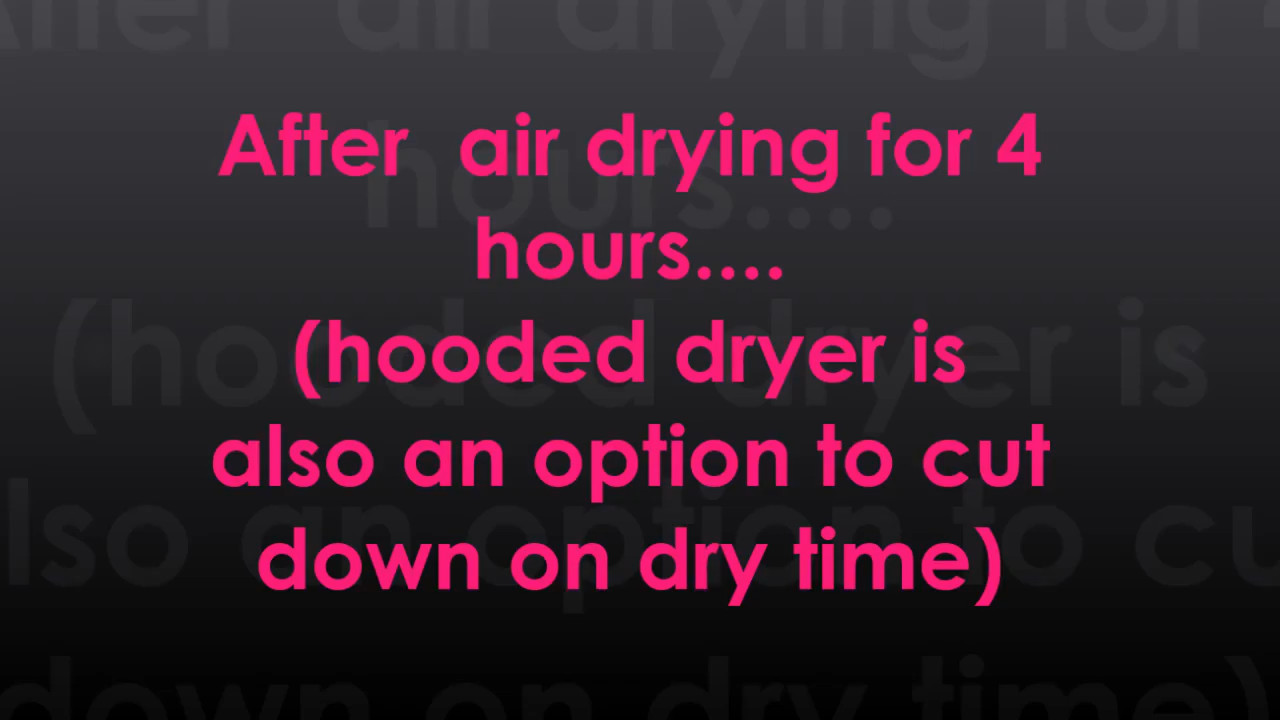 After  air drying for 4
hours....
(hooded dryer is
also an option to cut
down on dry time)